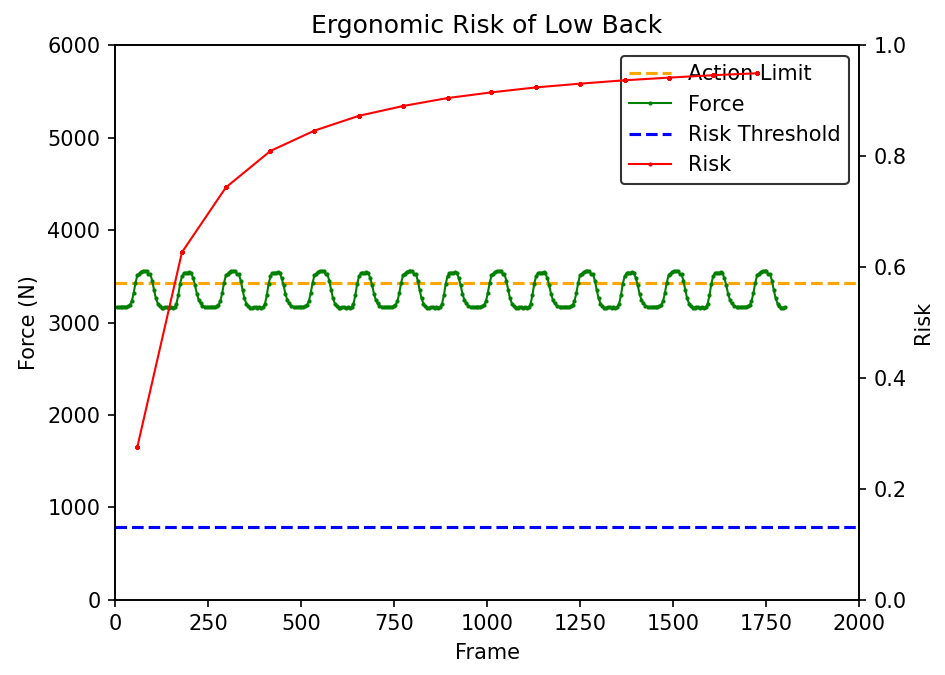 Ergonomic Risk of Low Back
6000
5000
4000
3000
2000
1000
0
Force (N)
1.0
0.8
0.6
0.4
0.2
0.0
Risk
Action Limit
Force
Risk Threshold
Risk
0 250 500 750 1000 1250 1500 1750 2000
Frame